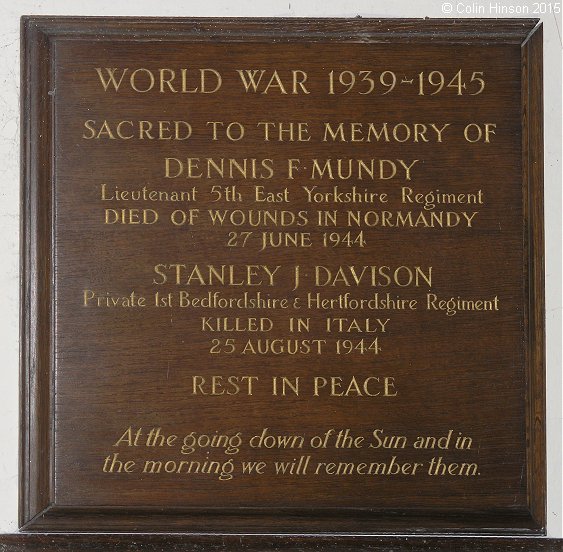 © Colin Hinson 2015
WORLD WAR 1939-1945
SACRED TO THE MEMORY OF
DENNIS F. MUNDY
Lieutenant 5th East Yorkshire Regiment
DIED OF WOUNDS IN NORMANDY
27 JUNE 1944
STANLEY J DAVISON
Private 1st Bedfordshire & Hertfordshire Regiment
KILLED IN ITALY
25 AUGUST 1944
REST IN PEACE
At the going down of the Sun and in
the morning we will remember them.